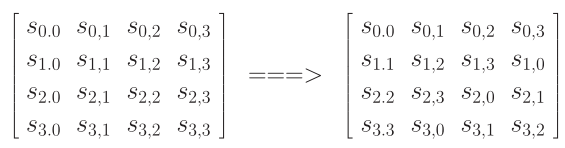 s0.0 s0,1 s0,2 s0,3 s0.0 s0,1 s0,2 s0,3
s1.0 s1,1 s1,2 s1,3 s1.1 s1,2 s1,3 s1,0
===>
s2.0 s2,1 s2,2 s2,3 s2.2 s2,3 s2,0 s2,1
s3.0 s3,1 s3,2 s3,3 s3.3 s3,0 s3,1 s3,2